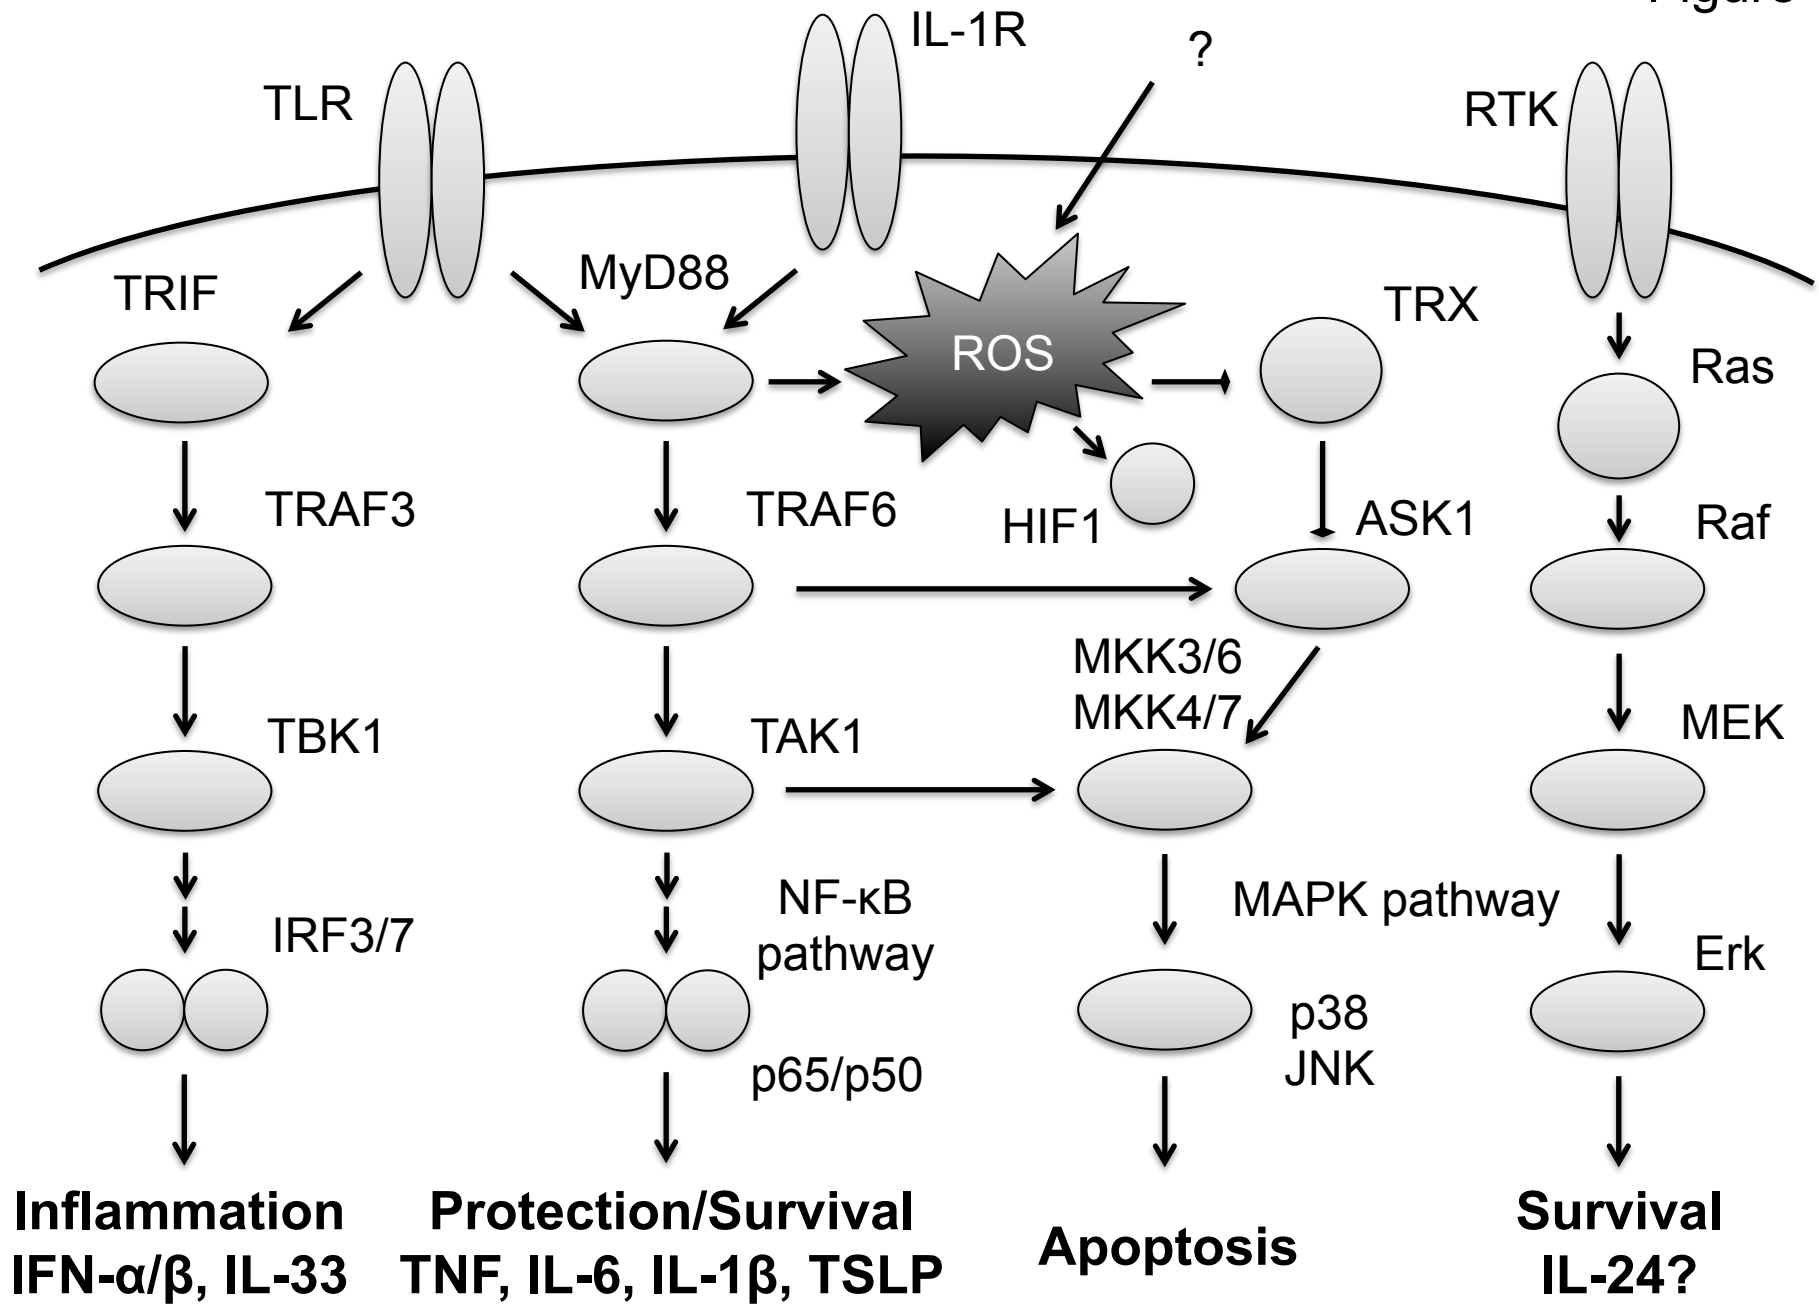 Figure
IL-1R
?
TLR
RTK
MyD88
TRIF
TRX
ROS
Ras
TRAF3
TRAF6
HIF1
ASK1
Raf
MKK3/6
MKK4/7
TBK1
TAK1
MEK
NF-κB
pathway
MAPK pathway
IRF3/7
Erk
p38
JNK
p65/p50
Inflammation
IFN-α/β, IL-33
Protection/Survival
TNF, IL-6, IL-1β, TSLP
Apoptosis
Survival
IL-24?